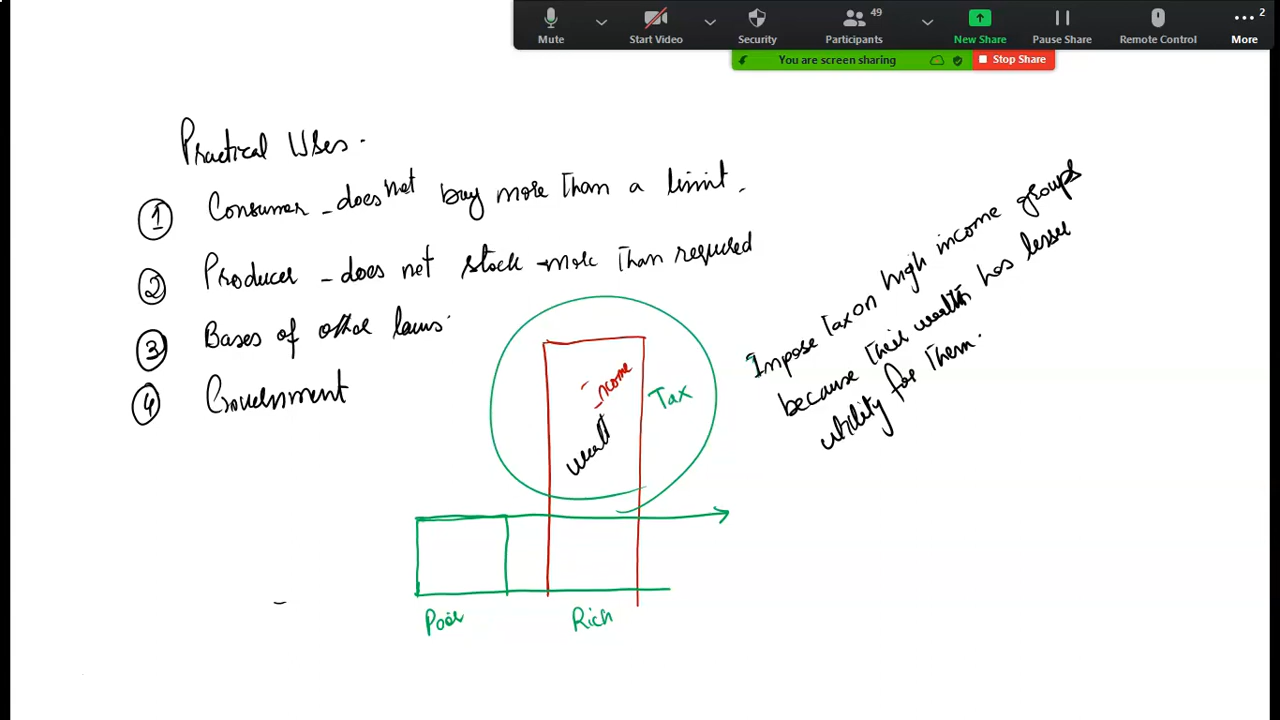 Mute
Start Video
Security
49
Participants
New Share
Pause Share
Remote Control
2
More
You are screen sharing
Stop Share
Practical Uses.
1 Consumer - does not buy more than a limit.
2 Producer - does not stock more than required
3 Bases of other laws.
4 Government
Impose Tax on high income groups
because their wealth has lesser
utility for them.
Income
Tax
wealt
Poor
Rich